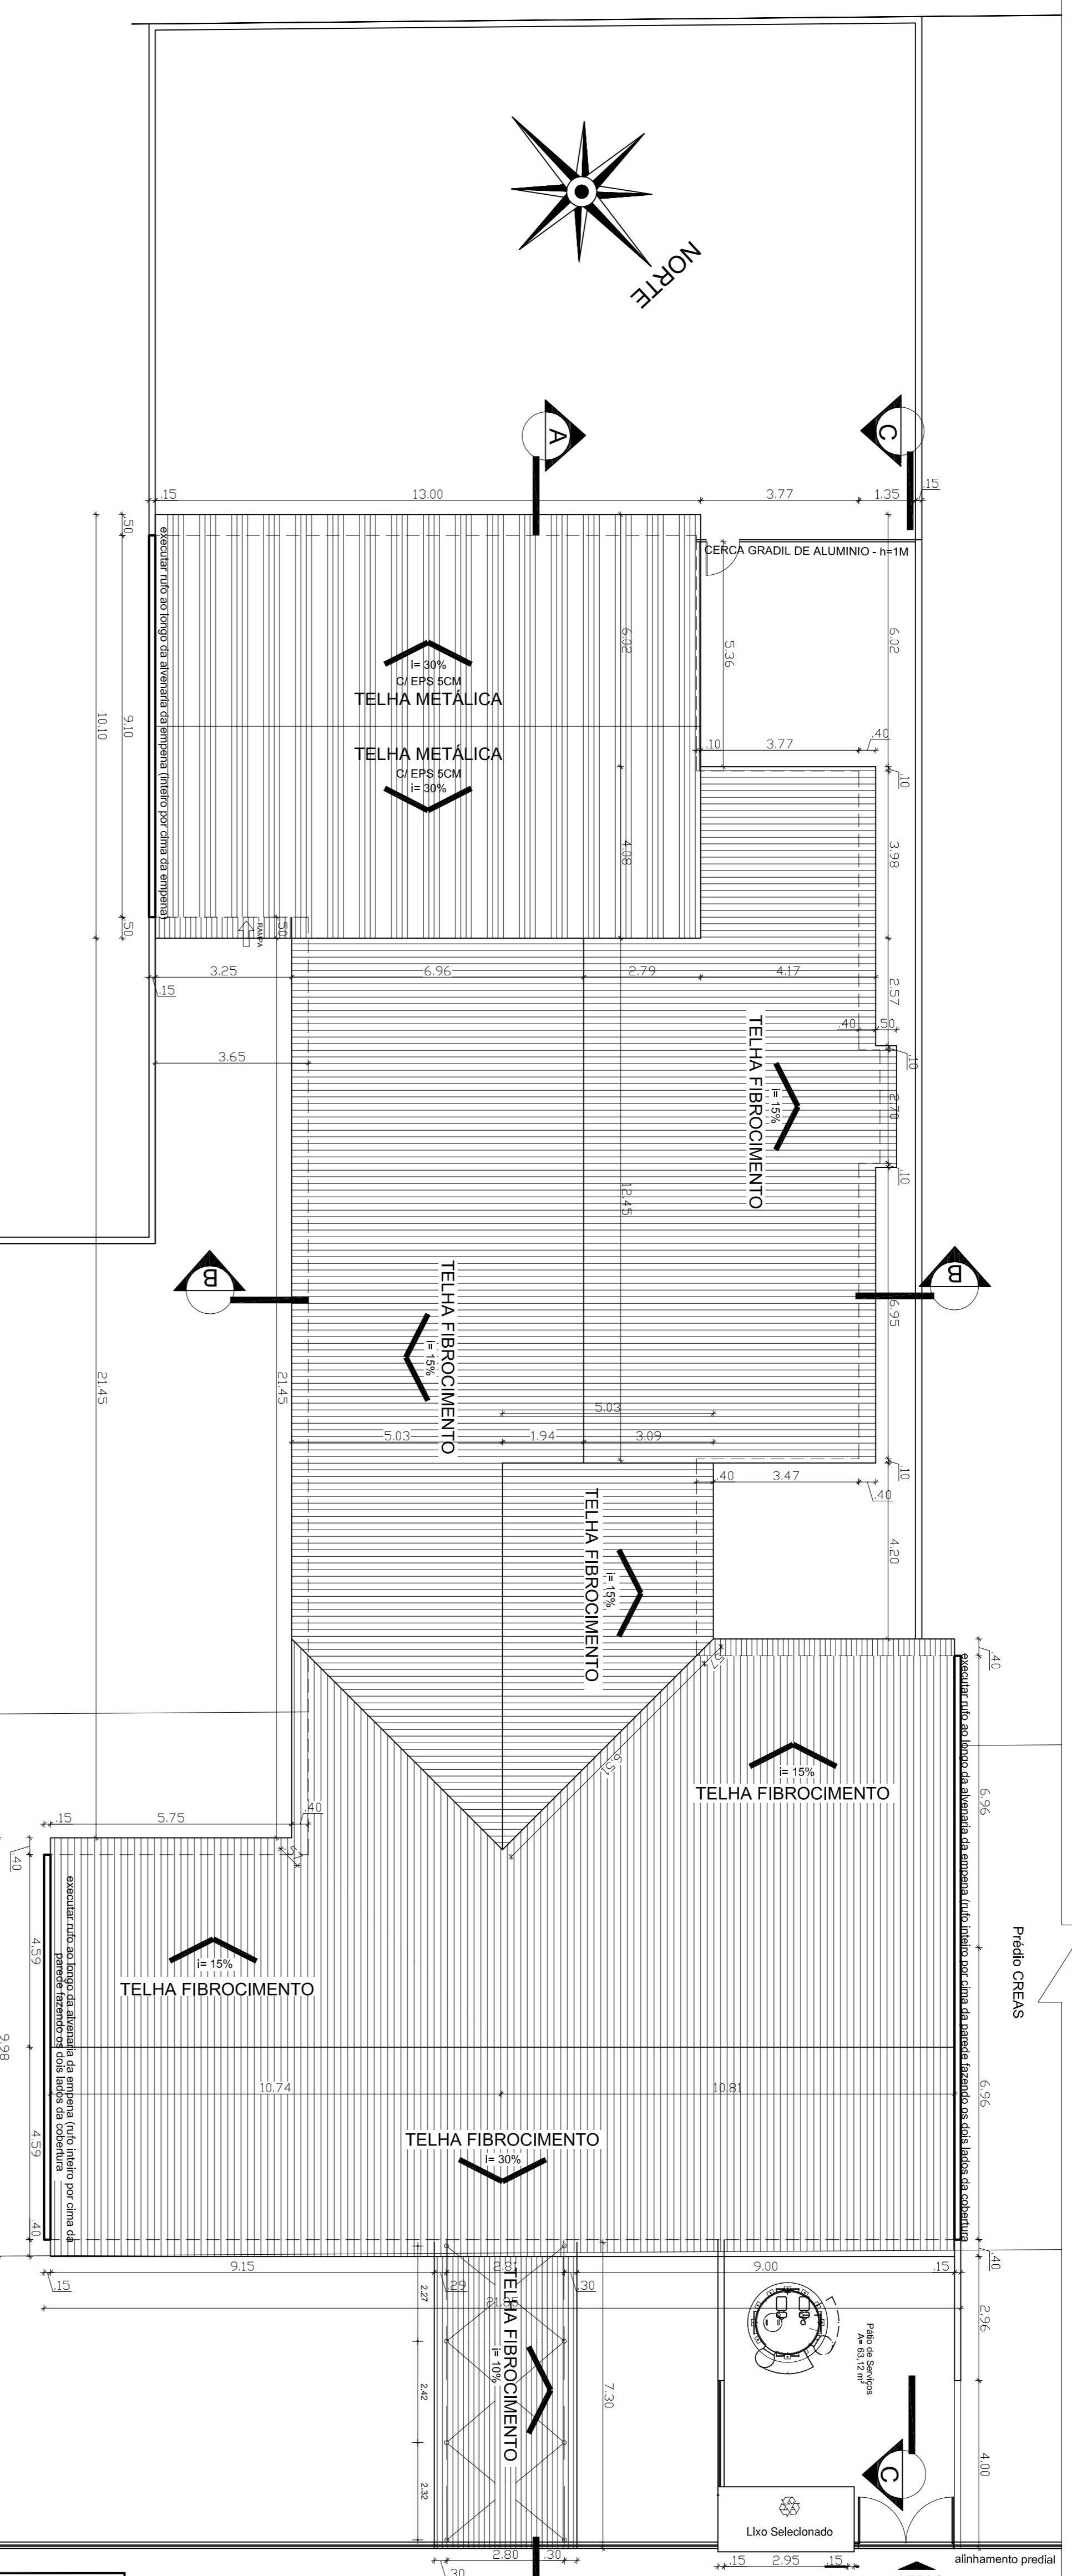 NORTE
A
C
.15
13.00
3.77
1.35
.15
.50
CERCA GRADIL DE ALUMINIO - h=1M
executar rufo ao longo da alvenaria da empena (inteiro por cima da empena)
6.02
5.36
6.02
i= 30%
C/ EPS 5CM
TELHA METÁLICA
10.10
9.10
TELHA METÁLICA
C/ EPS 5CM
i= 30%
.10
3.77
.40
.10
4.08
3.98
.50
RAMPA
.50
3.25
6.96
2.79
4.17
.15
2.57
.40
.50
3.65
.10
TELHA FIBROCIMENTO
i= 15%
2.70
.10
12.45
B
B
6.95
TELHA FIBROCIMENTO
i= 15%
21.45
21.45
5.03
5.03
1.94
3.09
.10
.40
3.47
.40
TELHA FIBROCIMENTO
i= 15%
4.20
.57
.40
6.51
i= 15%
TELHA FIBROCIMENTO
executar rufo ao longo da alvenaria da empena (rufo inteiro por cima da parede fazendo os dois lados da cobertura
6.96
.15
5.75
.40
.40
.57
Prédio CREAS
executar rufo ao longo da alvenaria da empena (rufo inteiro por cima da
parede fazendo os dois lados da cobertura
4.59
i= 15%
TELHA FIBROCIMENTO
9.98
10.74
10.81
6.96
4.59
TELHA FIBROCIMENTO
i= 30%
.40
.40
9.15
2.81
9.00
.15
.15
.29
.30
2.27
TELHA FIBROCIMENTO
i= 10%
2.96
Pátio de Serviços
A= 63,12 m²
2.42
7.30
4.00
C
2.32
Lixo Selecionado
2.80
.30
.15
2.95
.15
alinhamento predial
.30